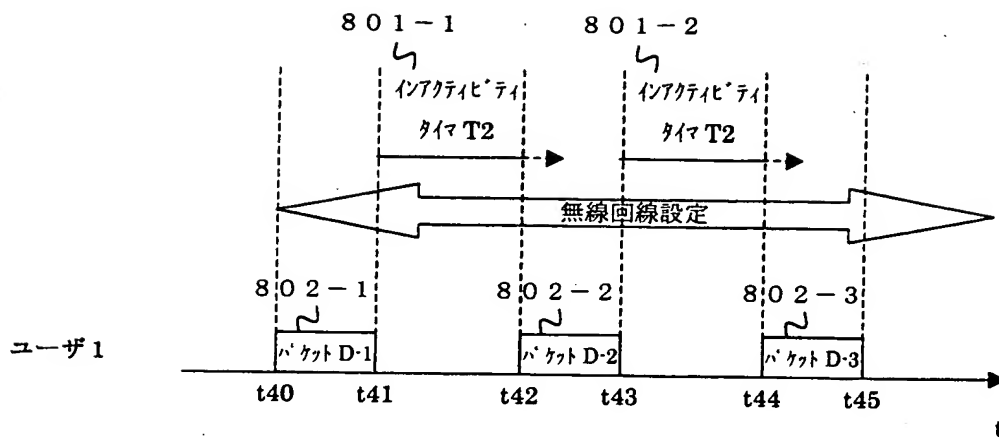 801-1
801-2
インアクティビティ
タイマ T2
インアクティビティ
タイマ T2
無線回線設定
802-1
802-2
802-3
ユーザ1
パケット D-1
パケット D-2
パケット D-3
t40
t41
t42
t43
t44
t45
t